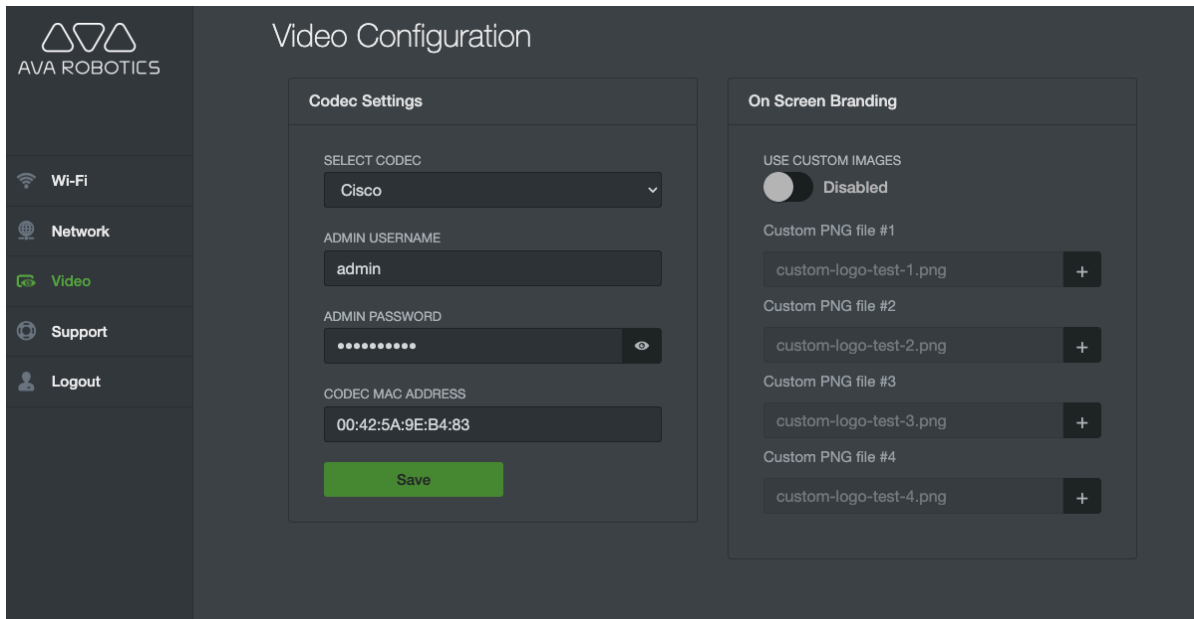 AVA ROBOTICS
Wi-Fi
Network
Video
Support
Logout
Video Configuration
Codec Settings
SELECT CODEC
Cisco
ADMIN USERNAME
admin
ADMIN PASSWORD
••••••••••
CODEC MAC ADDRESS
00:42:5A:9E:B4:83
Save
On Screen Branding
USE CUSTOM IMAGES
Disabled
Custom PNG file #1
custom-logo-test-1.png
+
Custom PNG file #2
custom-logo-test-2.png
+
Custom PNG file #3
custom-logo-test-3.png
+
Custom PNG file #4
custom-logo-test-4.png
+